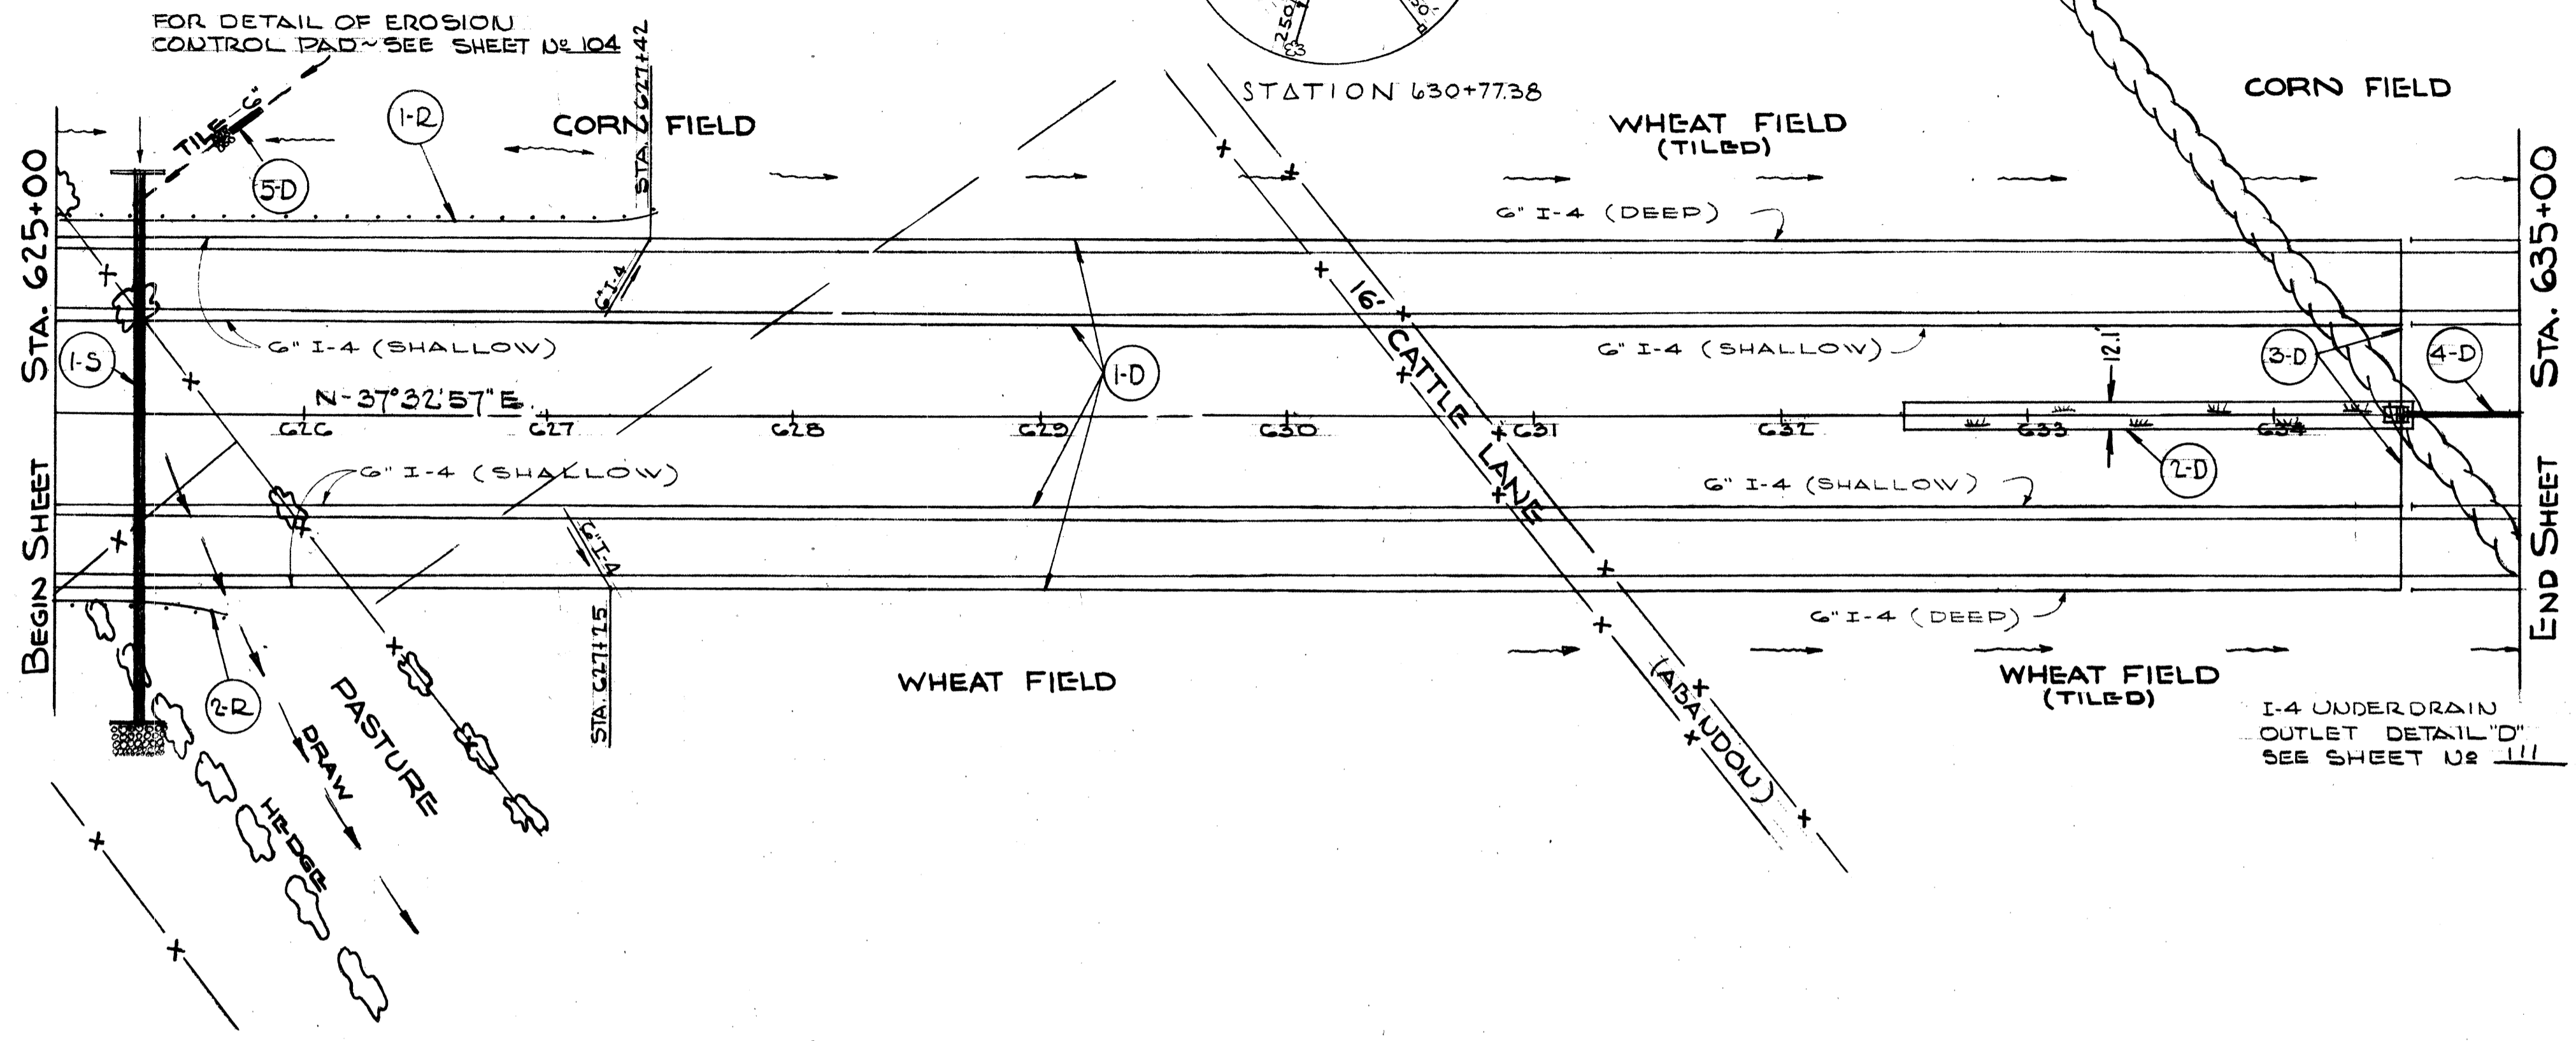 FOR DETAIL OF EROSION
CONTROL PAD~SEE SHEET No 104
STA. 627+42
250'
STATION 630+77.38
CORN FIELD
CORN FIELD
WHEAT FIELD
(TILED)
TILE 6"
1-R
5-D
BEGIN SHEET STA. 625+00
END SHEET STA. 635+00
6" I-4 (DEEP)
6" I-4
16' CATTLE LANE
(ABANDON)
6" I-4 (SHALLOW)
6" I-4 (SHALLOW)
12.1'
1-S
1-D
3-D
4-D
N-37°32'57"E.
626
627
628
629
630
631
632
633
634
2-D
6" I-4 (SHALLOW)
6" I-4 (SHALLOW)
6" I-4
STA. 627+25
6" I-4 (DEEP)
2-R
PASTURE
DRAW
HEDGE
WHEAT FIELD
WHEAT FIELD
(TILED)
I-4 UNDERDRAIN
OUTLET DETAIL "D"
SEE SHEET No 111